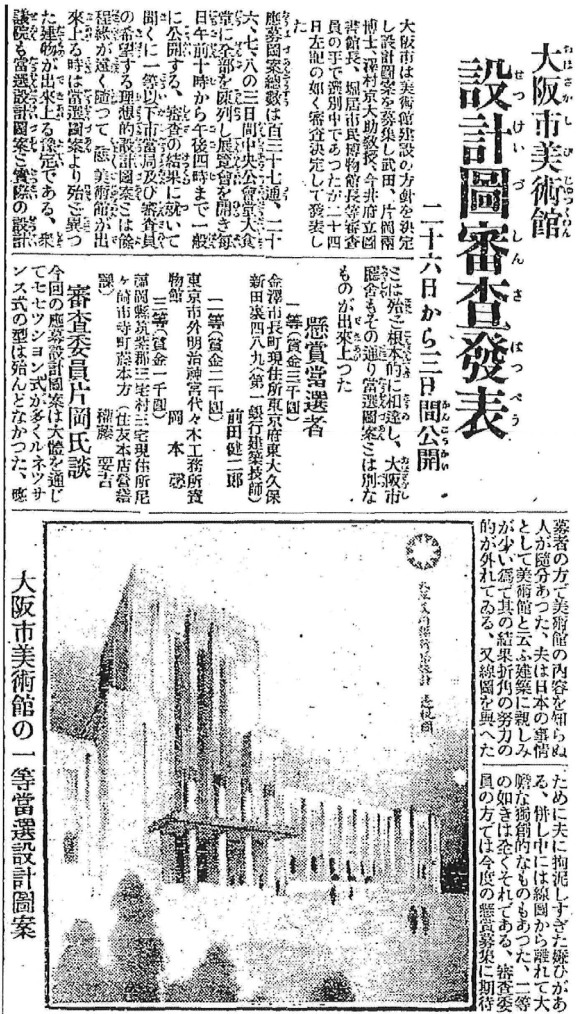 大阪市美術館
設計圖審査發表
二十六日から三日間公開
大阪市は美術館建設の方針を決定
し設計圖案を募集し武田、片岡兩
博士、澤村京大助教授、今井府立圖
書館長、堀居市民博物館長等審査
員の手で選別中であつたが二十四
日左記の如く審査決定して發表し
た
應募圖案總數は百三十七通、二十
六、七、八の三日間中央公會堂大食
堂に全部を陳列し展覽會を開き毎
日午前十時から午後四時まで一般
に公開する、審査の結果に就いて
聞くに一等以下市當局及び審査員
の希望する理想的設計圖案とは餘
程縁が遠く隨つて愈美術館が出
來上る時は當選圖案より殆ど異つ
た建物が出來上る豫定である、衆
議院も當選設計圖案と實際の設計
とは殆ど根本的に相違し、大阪市
廳舍もその通り當選圖案とは別な
ものが出來上つた
懸賞當選者
一等(賞金三千圓)
金澤市長町現住所東京府東大久保
新田裏四八九(第一銀行建築技師)
前田健二郎
二等(賞金二千圓)
東京市外明治神宮代々木工務所寶
物館 岡本馨
三等(賞金一千圓)
福岡縣筑紫郡三宅村三宅現住所尼
ケ崎市寺町藤本方(住友本店營繕
課) 權藤要吉
審査委員片岡氏談
今回の應募設計圖案は大體を通じ
てセセツシヨン式が多くルネツサ
ンス式の型は殆んとなかつた、應
募者の方で美術館の内容を知らぬ
人が隨分あつた、夫は日本の事情
として美術館と云ふ建築に親しみ
が少い爲で其の結果折角の努力の
的が外れてゐる、又線圖を與へた
ために夫に拘泥しすぎた嫌ひがあ
る、併し中には線圖から離れて大
膽な獨創的なものもあつた、一等
の如きは全くそれである、審査委
員の方では今度の懸賞募集に期待
大阪市美術館の一等當選設計圖案